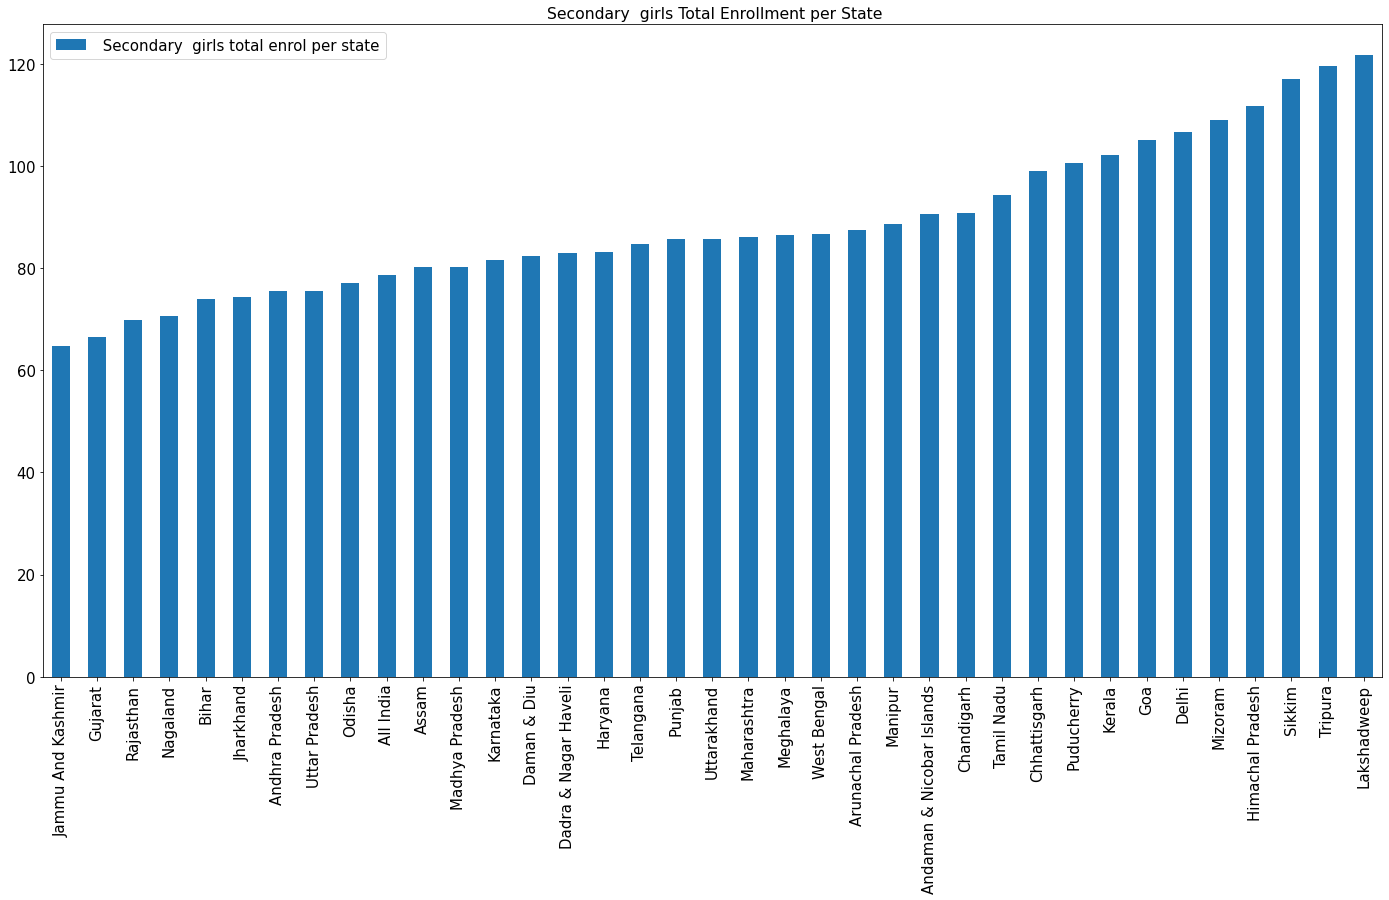 Secondary  girls Total Enrollment per State
Secondary  girls total enrol per state
120
100
80
60
40
20
0
Jammu And Kashmir
Gujarat
Rajasthan
Nagaland
Bihar
Jharkhand
Andhra Pradesh
Uttar Pradesh
Odisha
All India
Assam
Madhya Pradesh
Karnataka
Daman & Diu
Dadra & Nagar Haveli
Haryana
Telangana
Punjab
Uttarakhand
Maharashtra
Meghalaya
West Bengal
Arunachal Pradesh
Manipur
Andaman & Nicobar Islands
Chandigarh
Tamil Nadu
Chhattisgarh
Puducherry
Kerala
Goa
Delhi
Mizoram
Himachal Pradesh
Sikkim
Tripura
Lakshadweep